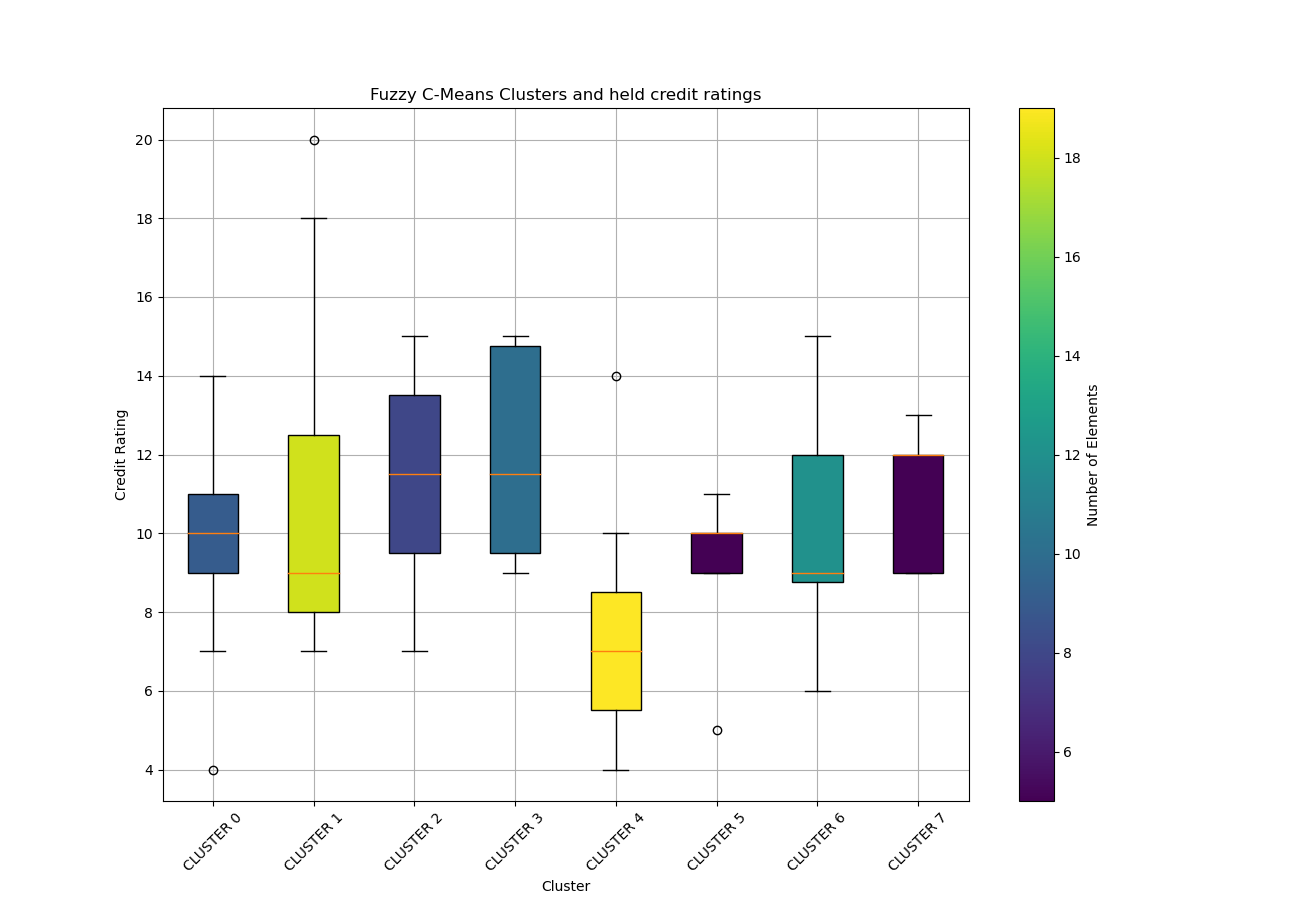 Fuzzy C-Means Clusters and held credit ratings
20
18
16
14
12
10
8
6
4
Credit Rating
CLUSTER 0
CLUSTER 1
CLUSTER 2
CLUSTER 3
CLUSTER 4
CLUSTER 5
CLUSTER 6
CLUSTER 7
Cluster
18
16
14
12
10
8
6
Number of Elements